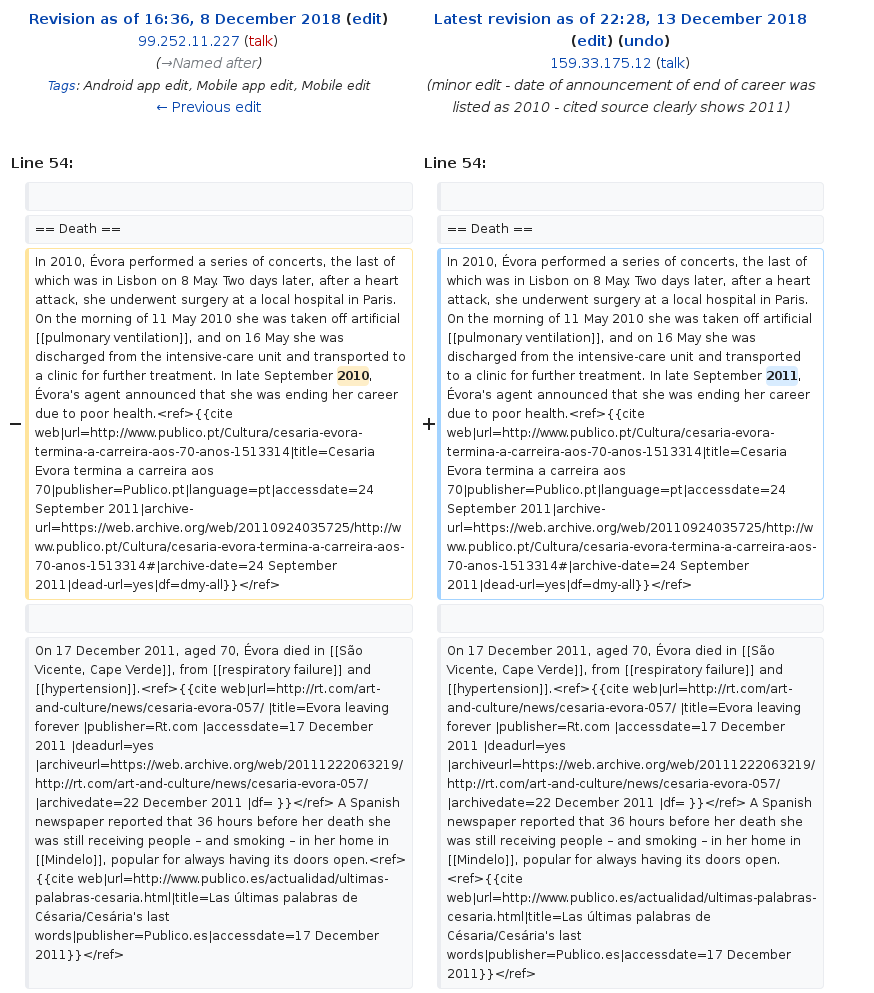 Revision as of 16:36, 8 December 2018 (edit)
99.252.11.227 (talk)
(→Named after)
Tags: Android app edit, Mobile app edit, Mobile edit
← Previous edit
Latest revision as of 22:28, 13 December 2018
(edit) (undo)
159.33.175.12 (talk)
(minor edit - date of announcement of end of career was
listed as 2010 - cited source clearly shows 2011)
Line 54:
Line 54:
== Death ==
== Death ==
−
In 2010, Évora performed a series of concerts, the last of
which was in Lisbon on 8 May. Two days later, after a heart
attack, she underwent surgery at a local hospital in Paris.
On the morning of 11 May 2010 she was taken off artificial
[[pulmonary ventilation]], and on 16 May she was
discharged from the intensive-care unit and transported to
a clinic for further treatment. In late September 2010,
Évora's agent announced that she was ending her career
due to poor health.<ref>{{cite
web|url=http://www.publico.pt/Cultura/cesaria-evora-
termina-a-carreira-aos-70-anos-1513314|title=Cesaria
Evora termina a carreira aos
70|publisher=Publico.pt|language=pt|accessdate=24
September 2011|archive-
url=https://web.archive.org/web/20110924035725/http://w
ww.publico.pt/Cultura/cesaria-evora-termina-a-carreira-aos-
70-anos-1513314#|archive-date=24 September
2011|dead-url=yes|df=dmy-all}}</ref>
+
In 2010, Évora performed a series of concerts, the last of
which was in Lisbon on 8 May. Two days later, after a heart
attack, she underwent surgery at a local hospital in Paris.
On the morning of 11 May 2010 she was taken off artificial
[[pulmonary ventilation]], and on 16 May she was
discharged from the intensive-care unit and transported
to a clinic for further treatment. In late September 2011,
Évora's agent announced that she was ending her career
due to poor health.<ref>{{cite
web|url=http://www.publico.pt/Cultura/cesaria-evora-
termina-a-carreira-aos-70-anos-1513314|title=Cesaria
Evora termina a carreira aos
70|publisher=Publico.pt|language=pt|accessdate=24
September 2011|archive-
url=https://web.archive.org/web/20110924035725/http://w
ww.publico.pt/Cultura/cesaria-evora-termina-a-carreira-aos-
70-anos-1513314#|archive-date=24 September
2011|dead-url=yes|df=dmy-all}}</ref>
On 17 December 2011, aged 70, Évora died in [[São
Vicente, Cape Verde]], from [[respiratory failure]] and
[[hypertension]].<ref>{{cite web|url=http://rt.com/art-
and-culture/news/cesaria-evora-057/ |title=Evora leaving
forever |publisher=Rt.com |accessdate=17 December
2011 |deadurl=yes
|archiveurl=https://web.archive.org/web/20111222063219/
http://rt.com/art-and-culture/news/cesaria-evora-057/
|archivedate=22 December 2011 |df= }}</ref> A Spanish
newspaper reported that 36 hours before her death she
was still receiving people – and smoking – in her home in
[[Mindelo]], popular for always having its doors open.<ref>
{{cite web|url=http://www.publico.es/actualidad/ultimas-
palabras-cesaria.html|title=Las últimas palabras de
Césaria/Cesária's last
words|publisher=Publico.es|accessdate=17 December
2011}}</ref>
On 17 December 2011, aged 70, Évora died in [[São
Vicente, Cape Verde]], from [[respiratory failure]] and
[[hypertension]].<ref>{{cite web|url=http://rt.com/art-
and-culture/news/cesaria-evora-057/ |title=Evora leaving
forever |publisher=Rt.com |accessdate=17 December
2011 |deadurl=yes
|archiveurl=https://web.archive.org/web/20111222063219/
http://rt.com/art-and-culture/news/cesaria-evora-057/
|archivedate=22 December 2011 |df= }}</ref> A Spanish
newspaper reported that 36 hours before her death she
was still receiving people – and smoking – in her home in
[[Mindelo]], popular for always having its doors open.
<ref>{{cite
web|url=http://www.publico.es/actualidad/ultimas-palabras-
cesaria.html|title=Las últimas palabras de
Césaria/Cesária's last
words|publisher=Publico.es|accessdate=17 December
2011}}</ref>